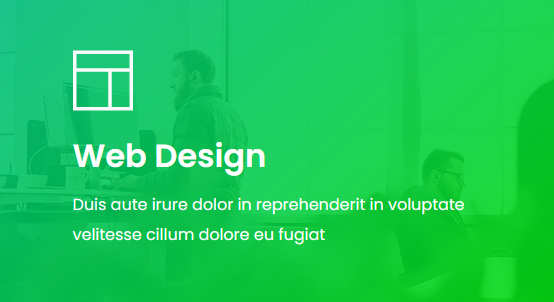 Web Design
Duis aute irure dolor in reprehenderit in voluptate
velitesse cillum dolore eu fugiat